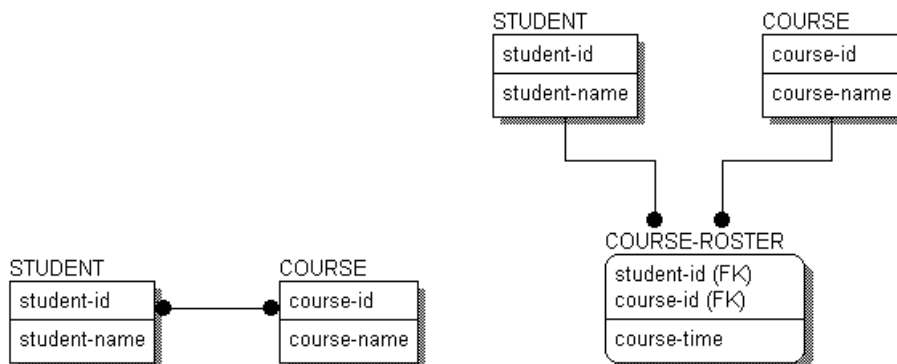 STUDENT
student-id
student-name
COURSE
course-id
course-name
STUDENT
student-id
student-name
COURSE
course-id
course-name
COURSE-ROSTER
student-id (FK)
course-id (FK)
course-time